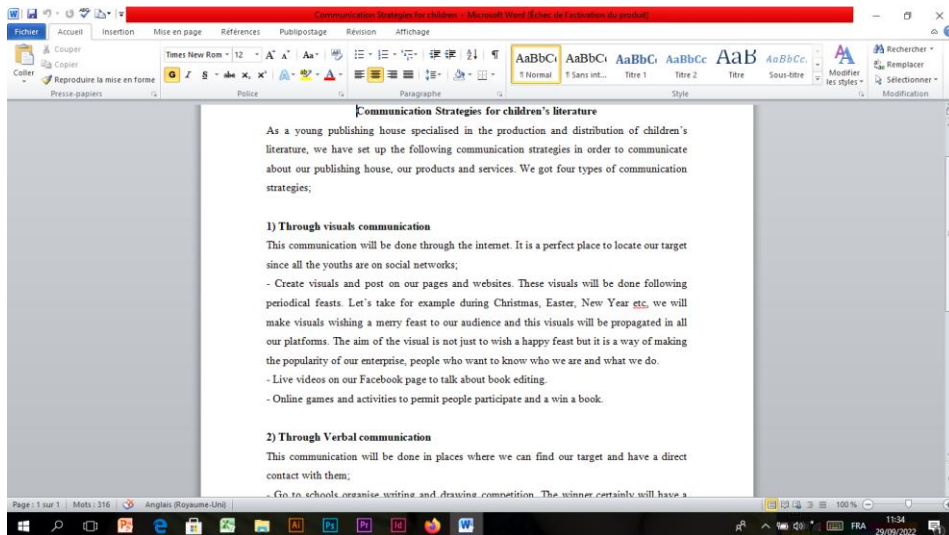 Communication Strategies for children - Microsoft Word (Échec de l'activation du produit)
Fichier Accueil Insertion Mise en page Références Publipostage Révision Affichage
Coller
Couper
Copier
Reproduire la mise en forme
Presse-papiers
Times New Rom 12
G I S abc x, x²
Police
Paragraphe
AaBbCc AaBbCc AaBbC AaBbCc AaB AaBbCc.
¶ Normal ¶ Sans int... Titre 1 Titre 2 Titre Sous-titre
Style
Modifier les styles
Rechercher
Remplacer
Sélectionner
Modification
Communication Strategies for children's literature
As a young publishing house specialised in the production and distribution of children's
literature, we have set up the following communication strategies in order to communicate
about our publishing house, our products and services. We got four types of communication
strategies;
1) Through visuals communication
This communication will be done through the internet. It is a perfect place to locate our target
since all the youths are on social networks;
- Create visuals and post on our pages and websites. These visuals will be done following
periodical feasts. Let's take for example during Christmas, Easter, New Year etc, we will
make visuals wishing a merry feast to our audience and this visuals will be propagated in all
our platforms. The aim of the visual is not just to wish a happy feast but it is a way of making
the popularity of our enterprise, people who want to know who we are and what we do.
- Live videos on our Facebook page to talk about book editing.
- Online games and activities to permit people participate and a win a book.
2) Through Verbal communication
This communication will be done in places where we can find our target and have a direct
contact with them;
- Go to schools organise writing and drawing competition. The winner certainly will have a
Page : 1 sur 1 Mots : 316 Anglais (Royaume-Uni) 100 %
FRA 11:34
29/09/2022